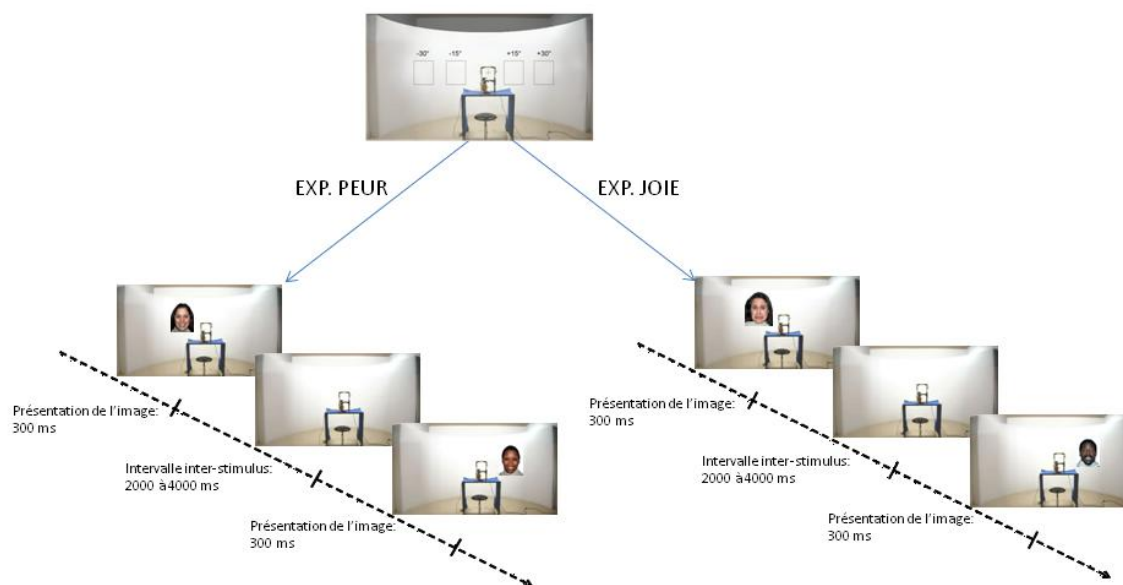 -30° -15° +15° +30°
EXP. PEUR
EXP. JOIE
Présentation de l'image:
300 ms
Intervalle inter-stimulus:
2000 à4000 ms
Présentation de l'image:
300 ms
Présentation de l'image:
300 ms
Intervalle inter-stimulus:
2000 à4000 ms
Présentation de l'image:
300 ms